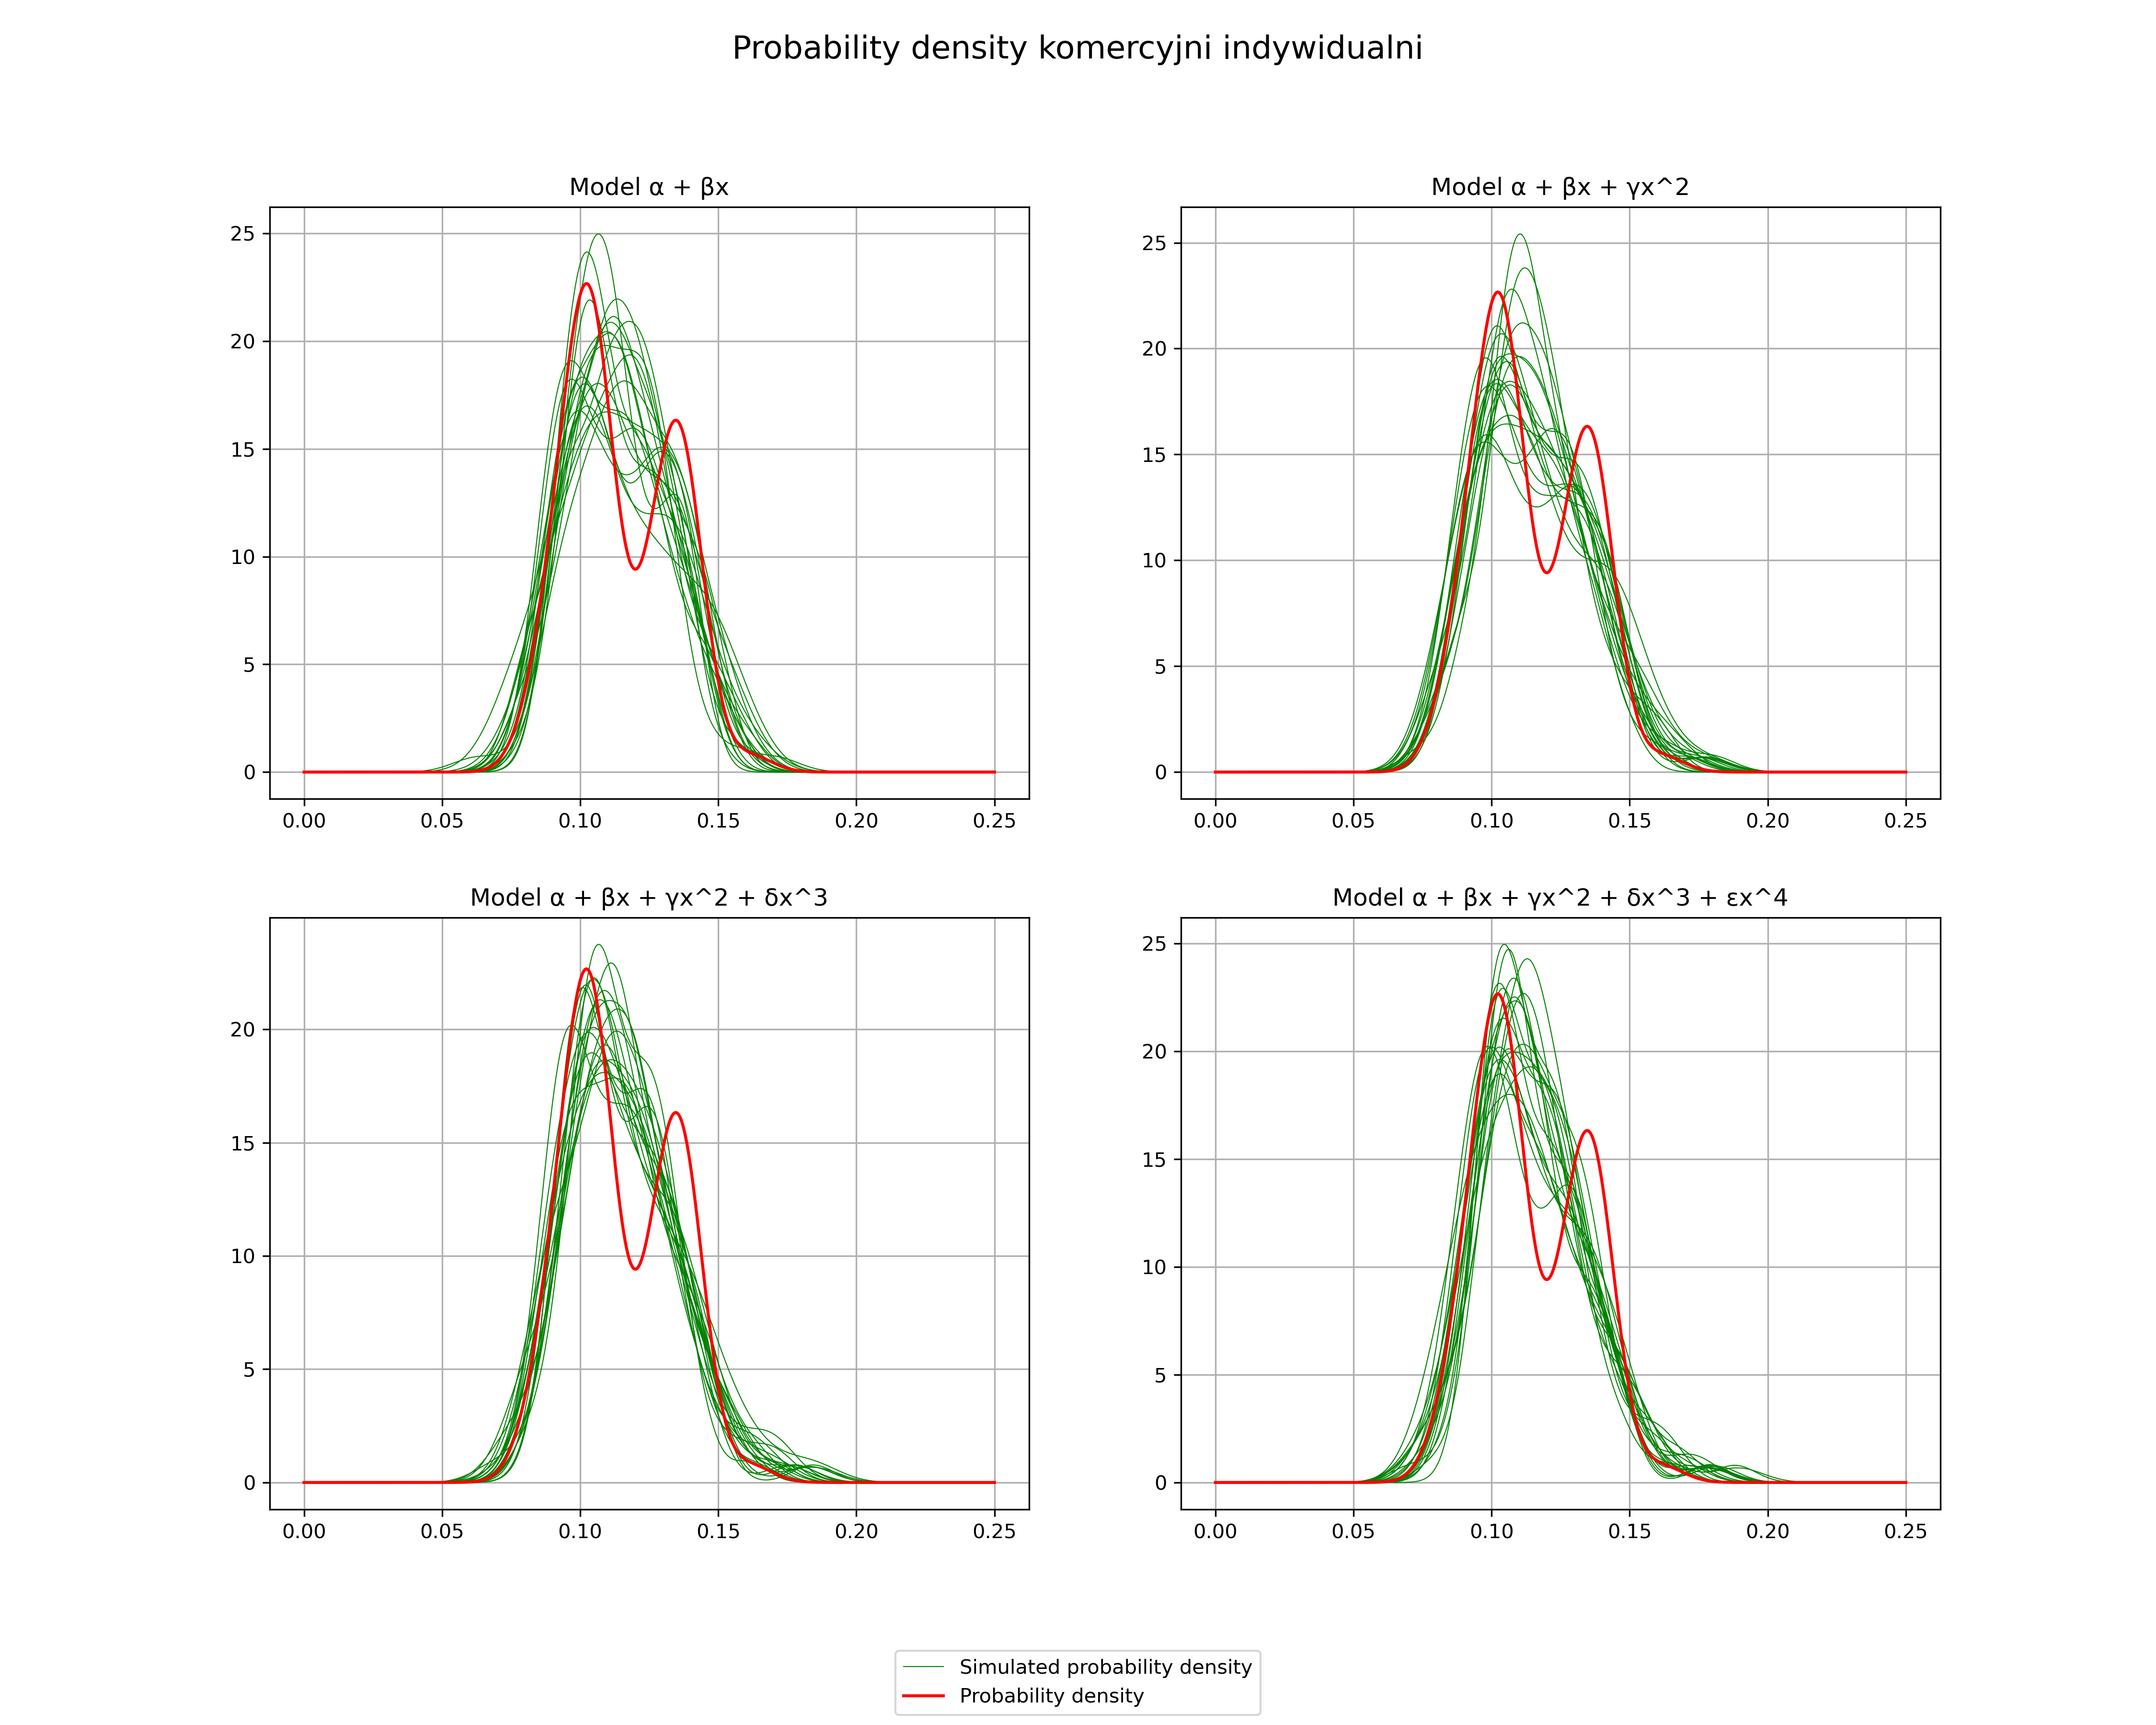 Probability density komercyjni indywidualni
Model α + βx
25
20
15
10
5
0
0.00 0.05 0.10 0.15 0.20 0.25
Model α + βx + γx^2
25
20
15
10
5
0
0.00 0.05 0.10 0.15 0.20 0.25
Model α + βx + γx^2 + δx^3
20
15
10
5
0
0.00 0.05 0.10 0.15 0.20 0.25
Model α + βx + γx^2 + δx^3 + εx^4
25
20
15
10
5
0
0.00 0.05 0.10 0.15 0.20 0.25
Simulated probability density
Probability density